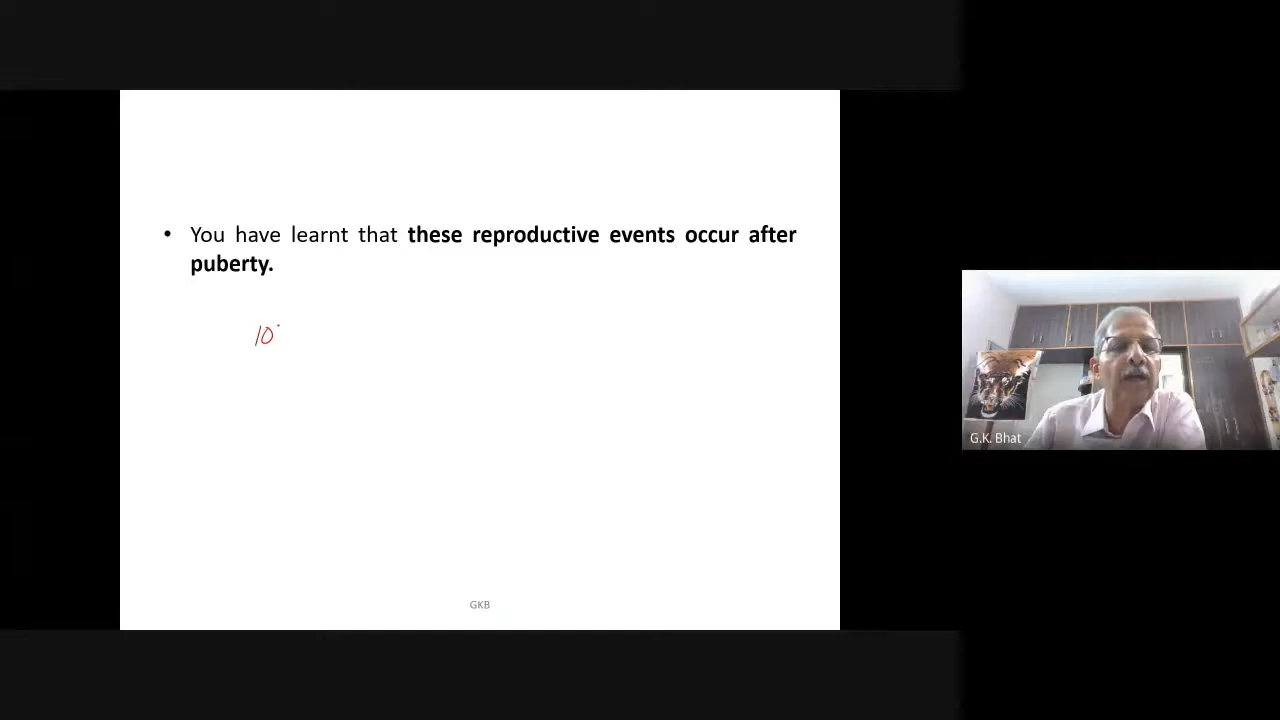 • You have learnt that these reproductive events occur after
puberty.
10
GKB
G.K. Bhat